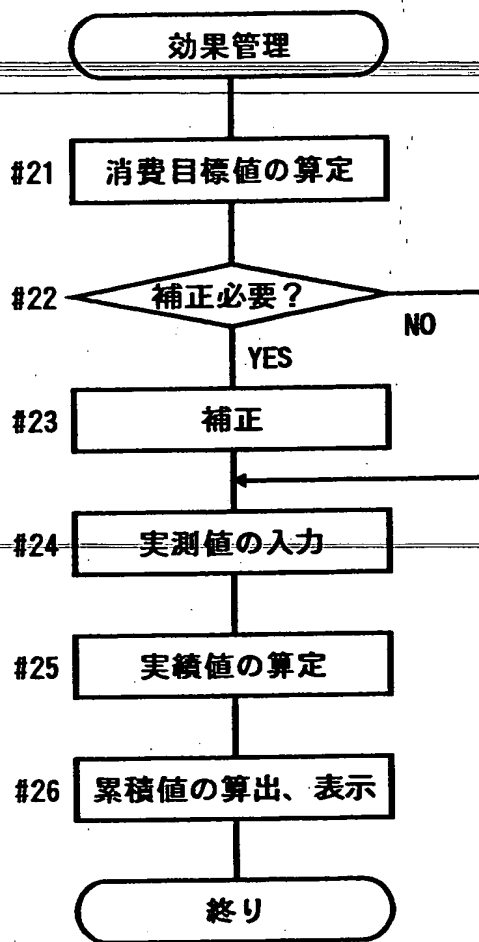 効果管理
#21 消費目標値の算定
#22 補正必要?
NO
YES
#23 補正
#24 実測値の入力
#25 実績値の算定
#26 累積値の算出、表示
終り